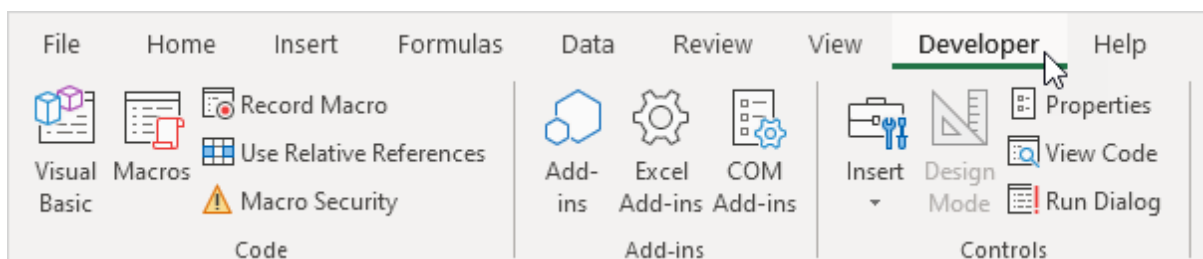 File Home Insert Formulas Data Review View Developer Help
Visual Basic
Macros
Record Macro
Use Relative References
Macro Security
Code
Add-
ins
Excel
Add-ins
COM
Add-ins
Add-ins
Insert
Design
Mode
Properties
View Code
Run Dialog
Controls